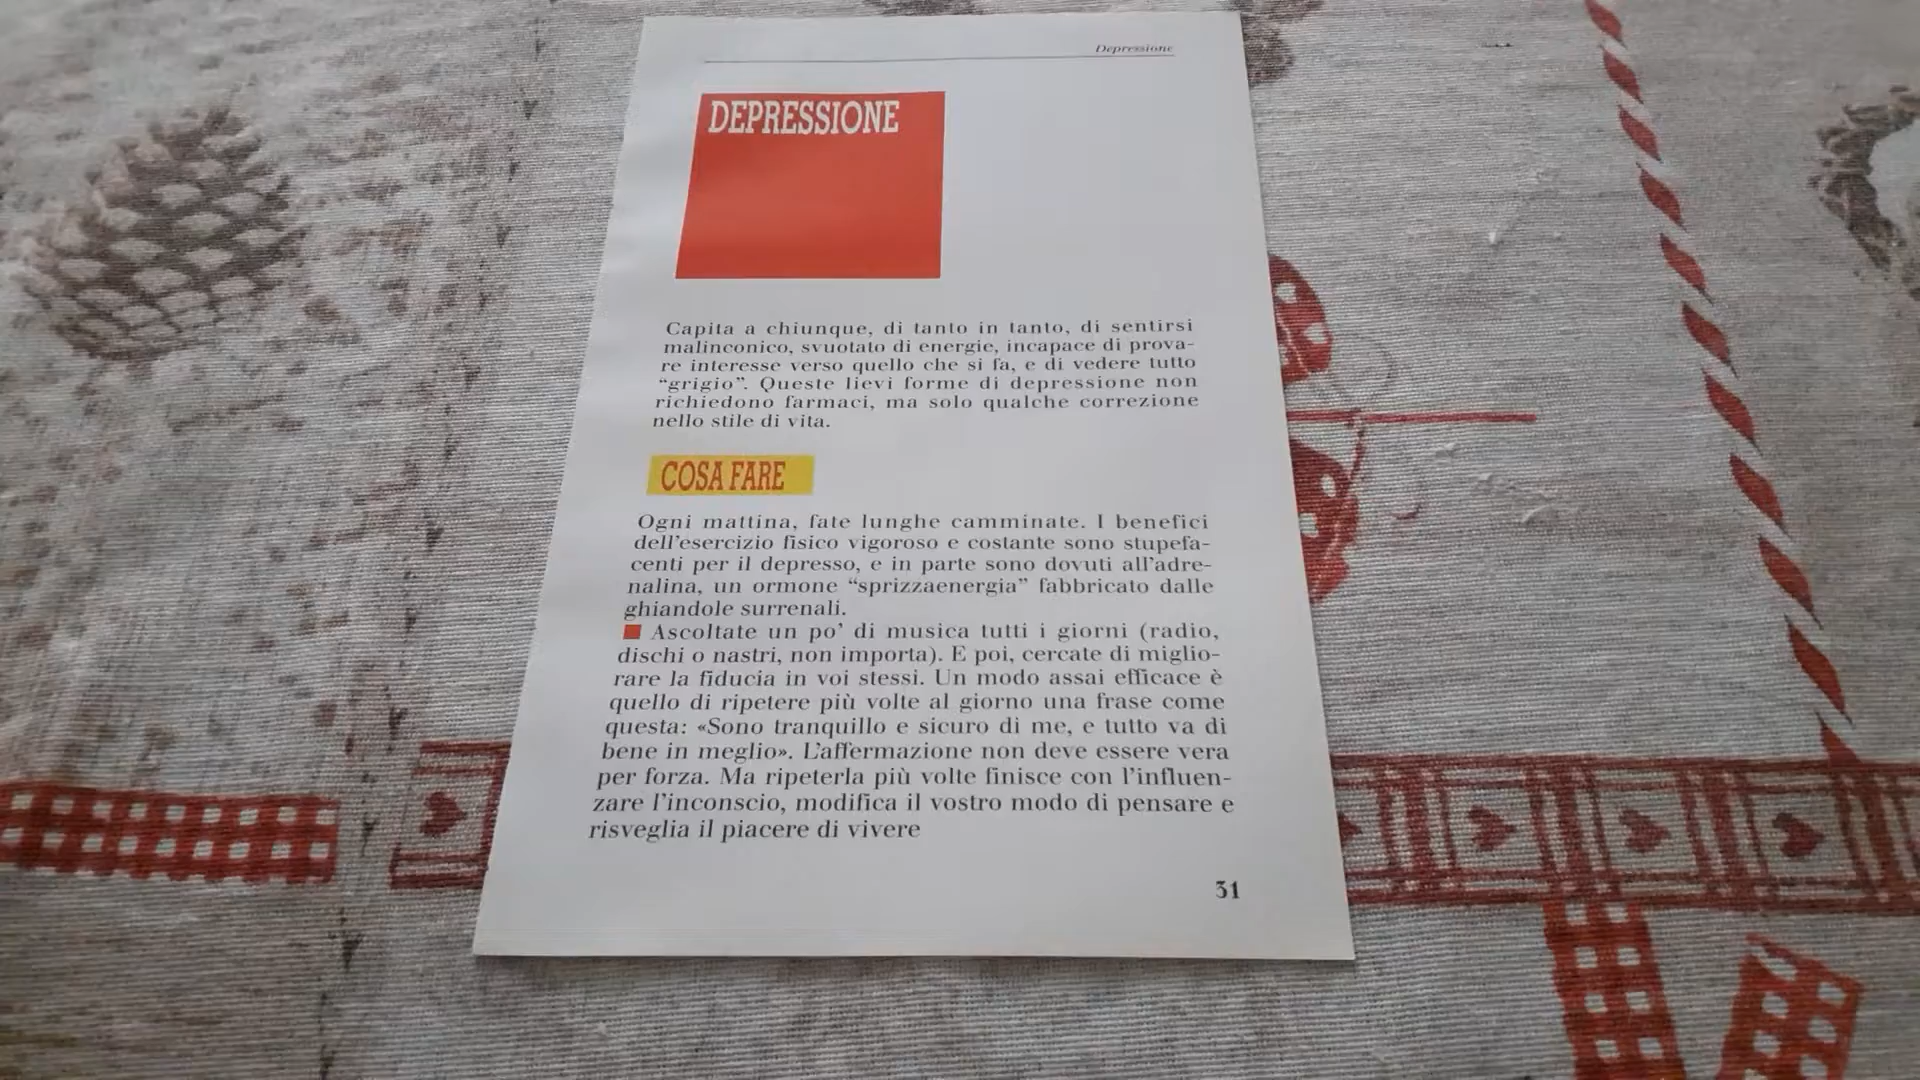 Depressione
DEPRESSIONE
Capita a chiunque, di tanto in tanto, di sentirsi
malinconico, svuotato di energie, incapace di prova-
re interesse verso quello che si fa, e di vedere tutto
“grigio”. Queste lievi forme di depressione non
richiedono farmaci, ma solo qualche correzione
nello stile di vita.
COSA FARE
Ogni mattina, fate lunghe camminate. I benefici
dell’esercizio fisico vigoroso e costante sono stupefa-
centi per il depresso, e in parte sono dovuti all’adre-
nalina, un ormone “sprizzaenergia” fabbricato dalle
ghiandole surrenali.
■ Ascoltate un po’ di musica tutti i giorni (radio,
dischi o nastri, non importa). E poi, cercate di miglio-
rare la fiducia in voi stessi. Un modo assai efficace è
quello di ripetere più volte al giorno una frase come
questa: «Sono tranquillo e sicuro di me, e tutto va di
bene in meglio». L’affermazione non deve essere vera
per forza. Ma ripeterla più volte finisce con l’influen-
zare l’inconscio, modifica il vostro modo di pensare e
risveglia il piacere di vivere
31